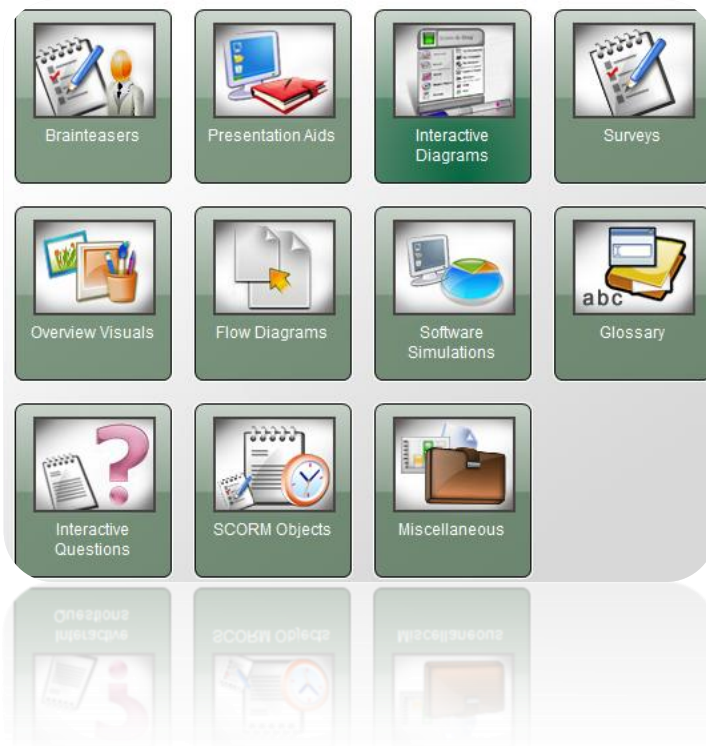 Brainteasers
Presentation Aids
Interactive
Diagrams
Surveys
Overview Visuals
Flow Diagrams
Software
Simulations
abc
Glossary
Interactive
Questions
SCORM Objects
Miscellaneous